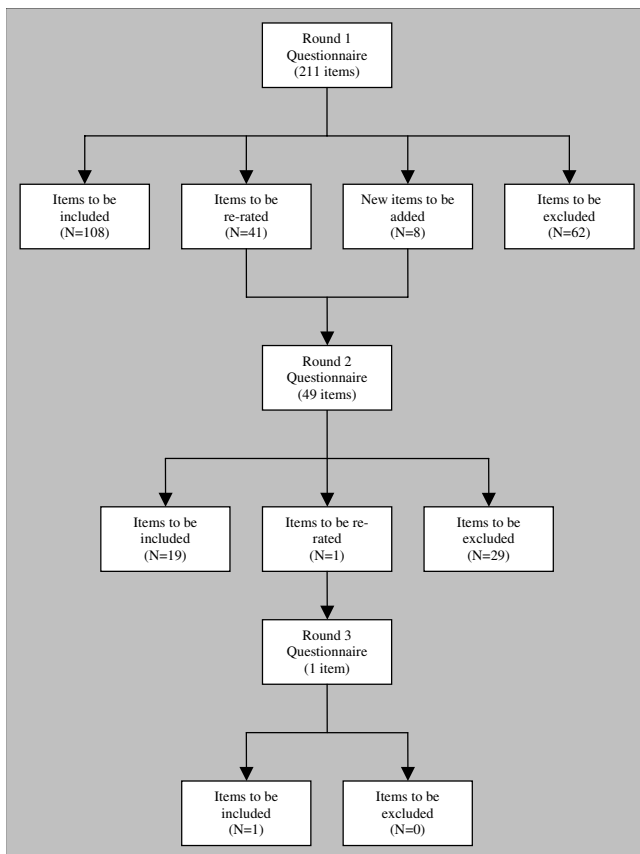 Round 1
Questionnaire
(211 items)
Items to be
included
(N=108)
Items to be
re-rated
(N=41)
New items to be
added
(N=8)
Items to be
excluded
(N=62)
Round 2
Questionnaire
(49 items)
Items to be
included
(N=19)
Items to be re-
rated
(N=1)
Items to be
excluded
(N=29)
Round 3
Questionnaire
(1 item)
Items to be
included
(N=1)
Items to be
excluded
(N=0)